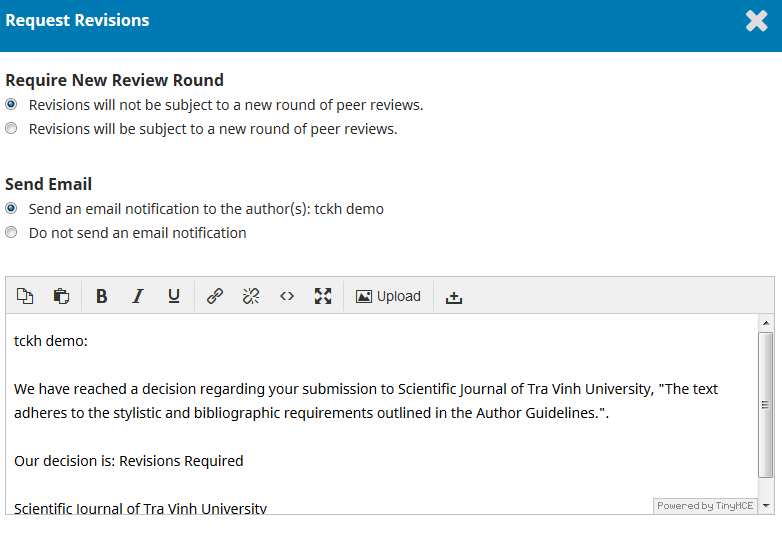 Request Revisions
Require New Review Round
Revisions will not be subject to a new round of peer reviews.
Revisions will be subject to a new round of peer reviews.
Send Email
Send an email notification to the author(s): tckh demo
Do not send an email notification
B I U <> Upload
tckh demo:
We have reached a decision regarding your submission to Scientific Journal of Tra Vinh University, "The text
adheres to the stylistic and bibliographic requirements outlined in the Author Guidelines.".
Our decision is: Revisions Required
Scientific Journal of Tra Vinh University
Powered by TinyMCE